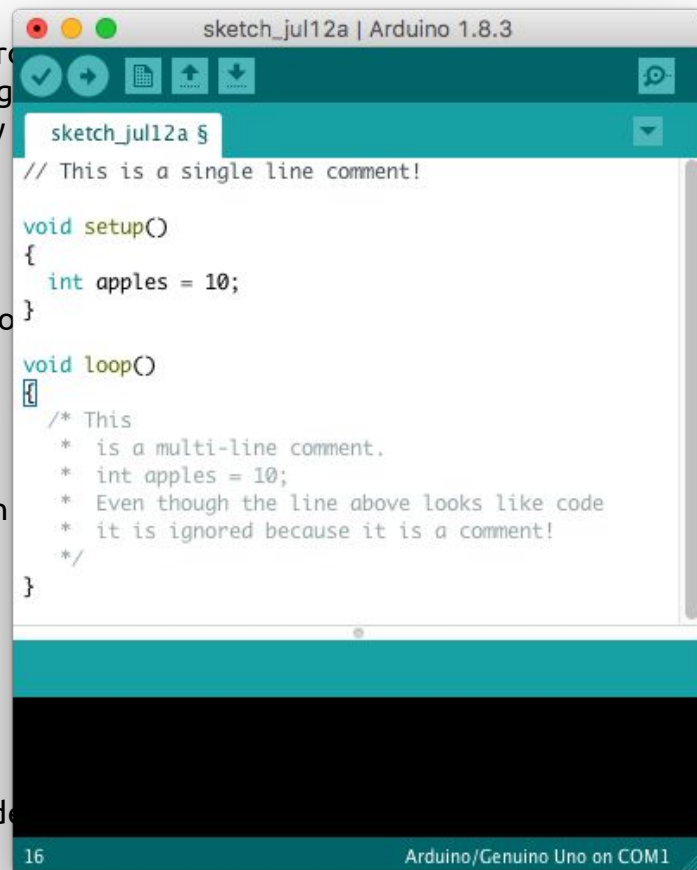 sketch_jul12a | Arduino 1.8.3
sketch_jul12a §
// This is a single line comment!
void setup()
{
int apples = 10;
}
void loop()
{
/* This
* is a multi-line comment.
* int apples = 10;
* Even though the line above looks like code
* it is ignored because it is a comment!
*/
}
16 Arduino/Genuino Uno on COM1